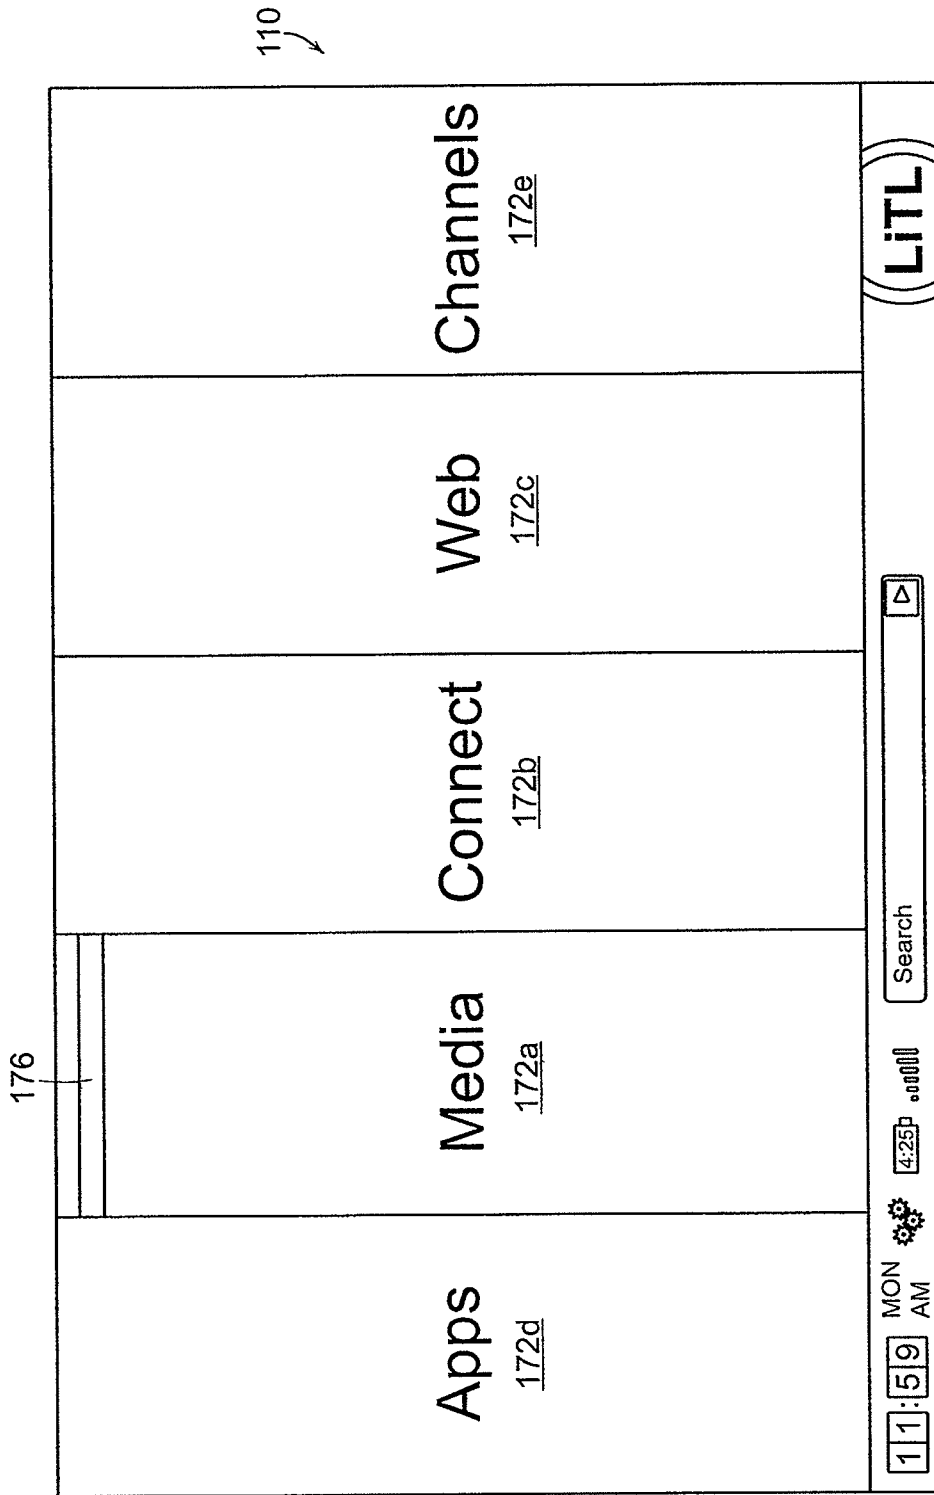 110
176
Apps
172d
Media
172a
Connect
172b
Web
172c
Channels
172e
11:59
MON
AM
4:25
Search
LiTL